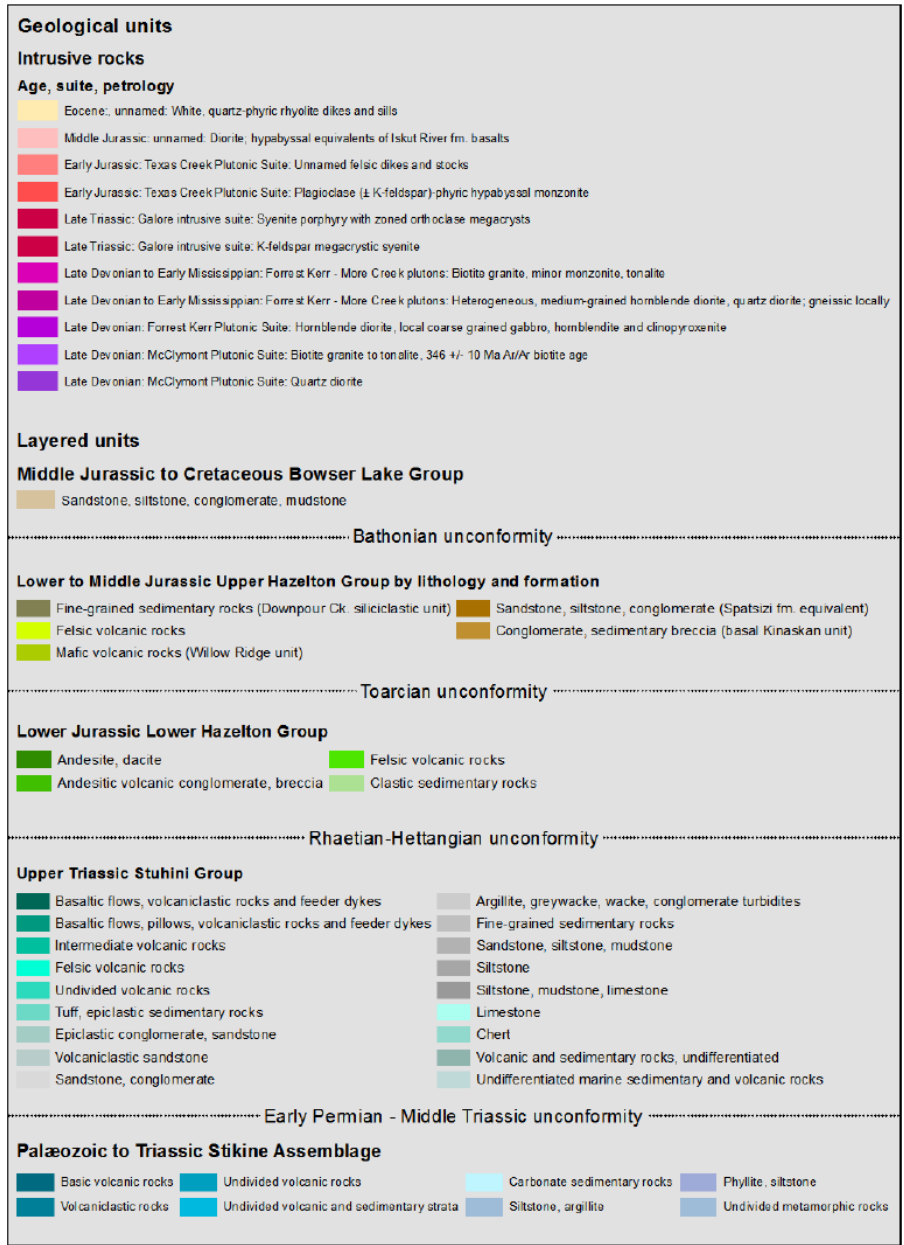 Geological units
Intrusive rocks
Age, suite, petrology
Eocene:, unnamed: White, quartz-phyric rhyolite dikes and sills
Middle Jurassic: unnamed: Diorite; hypabyssal equivalents of Iskut River fm. basalts
Early Jurassic: Texas Creek Plutonic Suite: Unnamed felsic dikes and stocks
Early Jurassic: Texas Creek Plutonic Suite: Plagioclase (± K-feldspar)-phyric hypabyssal monzonite
Late Triassic: Galore intrusive suite: Syenite porphyry with zoned orthoclase megacrysts
Late Triassic: Galore intrusive suite: K-feldspar megacrystic syenite
Late Devonian to Early Mississippian: Forrest Kerr - More Creek plutons: Biotite granite, minor monzonite, tonalite
Late Devonian to Early Mississippian: Forrest Kerr - More Creek plutons: Heterogeneous, medium-grained hornblende diorite, quartz diorite; gneissic locally
Late Devonian: Forrest Kerr Plutonic Suite: Hornblende diorite, local coarse grained gabbro, hornblendite and clinopyroxenite
Late Devonian: McClymont Plutonic Suite: Biotite granite to tonalite, 346 +/- 10 Ma Ar/Ar biotite age
Late Devonian: McClymont Plutonic Suite: Quartz diorite
Layered units
Middle Jurassic to Cretaceous Bowser Lake Group
Sandstone, siltstone, conglomerate, mudstone
Bathonian unconformity
Lower to Middle Jurassic Upper Hazelton Group by lithology and formation
Fine-grained sedimentary rocks (Downpour Ck. siliciclastic unit) Sandstone, siltstone, conglomerate (Spatsizi fm. equivalent)
Felsic volcanic rocks Conglomerate, sedimentary breccia (basal Kinaskan unit)
Mafic volcanic rocks (Willow Ridge unit)
Toarcian unconformity
Lower Jurassic Lower Hazelton Group
Andesite, dacite Felsic volcanic rocks
Andesitic volcanic conglomerate, breccia Clastic sedimentary rocks
Rhaetian-Hettangian unconformity
Upper Triassic Stuhini Group
Basaltic flows, volcaniclastic rocks and feeder dykes Argillite, greywacke, wacke, conglomerate turbidites
Basaltic flows, pillows, volcaniclastic rocks and feeder dykes Fine-grained sedimentary rocks
Intermediate volcanic rocks Sandstone, siltstone, mudstone
Felsic volcanic rocks Siltstone
Undivided volcanic rocks Siltstone, mudstone, limestone
Tuff, epiclastic sedimentary rocks Limestone
Epiclastic conglomerate, sandstone Chert
Volcaniclastic sandstone Volcanic and sedimentary rocks, undifferentiated
Sandstone, conglomerate Undifferentiated marine sedimentary and volcanic rocks
Early Permian - Middle Triassic unconformity
Palæozoic to Triassic Stikine Assemblage
Basic volcanic rocks Undivided volcanic rocks Carbonate sedimentary rocks Phyllite, siltstone
Volcaniclastic rocks Undivided volcanic and sedimentary strata Siltstone, argillite Undivided metamorphic rocks